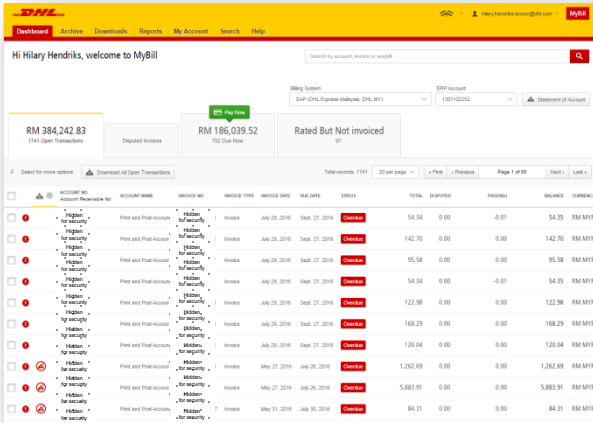 DHL
hilary.hendriks-brown@dhl.com MyBill
Dashboard Archive Downloads Reports My Account Search Help
Hi Hilary Hendriks, welcome to MyBill
Search by account, invoice or waybill
Billing System ERP Account
SAP (DHL Express Malaysia, DHL MY) 1301102252 Statement of Account
Pay Now
RM 384,242.83 RM 186,039.52 Rated But Not invoiced
1741 Open Transactions Disputed Invoices 792 Due Now 97
Select for more options Download All Open Transactions Total records: 1741 20 per page « First ‹ Previous Page 1 of 88 Next › Last »
ACCOUNT NO. ACCOUNT NAME INVOICE NO. INVOICE TYPE INVOICE DATE DUE DATE STATUS TOTAL DISPUTED PAID/ADJ BALANCE CURRENC
Account Receivable No.
Hidden for security Print and Post Accoun Hidden for security Invoice July 29, 2016 Sept. 27, 2016 Overdue 54.34 0.00 -0.01 54.35 RM MYR
Hidden for security Print and Post Accoun Hidden for security Invoice July 29, 2016 Sept. 27, 2016 Overdue 142.70 0.00 0.00 142.70 RM MYR
Hidden for security Print and Post Accoun Hidden for security Invoice July 29, 2016 Sept. 27, 2016 Overdue 95.58 0.00 0.00 95.58 RM MYR
Hidden for security Print and Post Accoun Hidden for security Invoice July 29, 2016 Sept. 27, 2016 Overdue 54.34 0.00 -0.01 54.35 RM MYR
Hidden for security Print and Post Accoun Hidden for security Invoice July 29, 2016 Sept. 27, 2016 Overdue 122.98 0.00 0.00 122.98 RM MYR
Hidden for security Print and Post Accoun Hidden for security Invoice July 29, 2016 Sept. 27, 2016 Overdue 168.29 0.00 0.00 168.29 RM MYR
Hidden for security Print and Post Accoun Hidden for security Invoice July 29, 2016 Sept. 27, 2016 Overdue 120.04 0.00 0.00 120.04 RM MYR
Hidden for security Print and Post Accoun Hidden for security Invoice May 27, 2016 July 26, 2016 Overdue 1,262.69 0.00 0.00 1,262.69 RM MYR
Hidden for security Print and Post Accoun Hidden for security Invoice May 27, 2016 July 26, 2016 Overdue 5,883.91 0.00 0.00 5,883.91 RM MYR
Hidden for security Print and Post Accoun Hidden for security Invoice May 31, 2016 July 30, 2016 Overdue 84.31 0.00 0.00 84.31 RM MYR